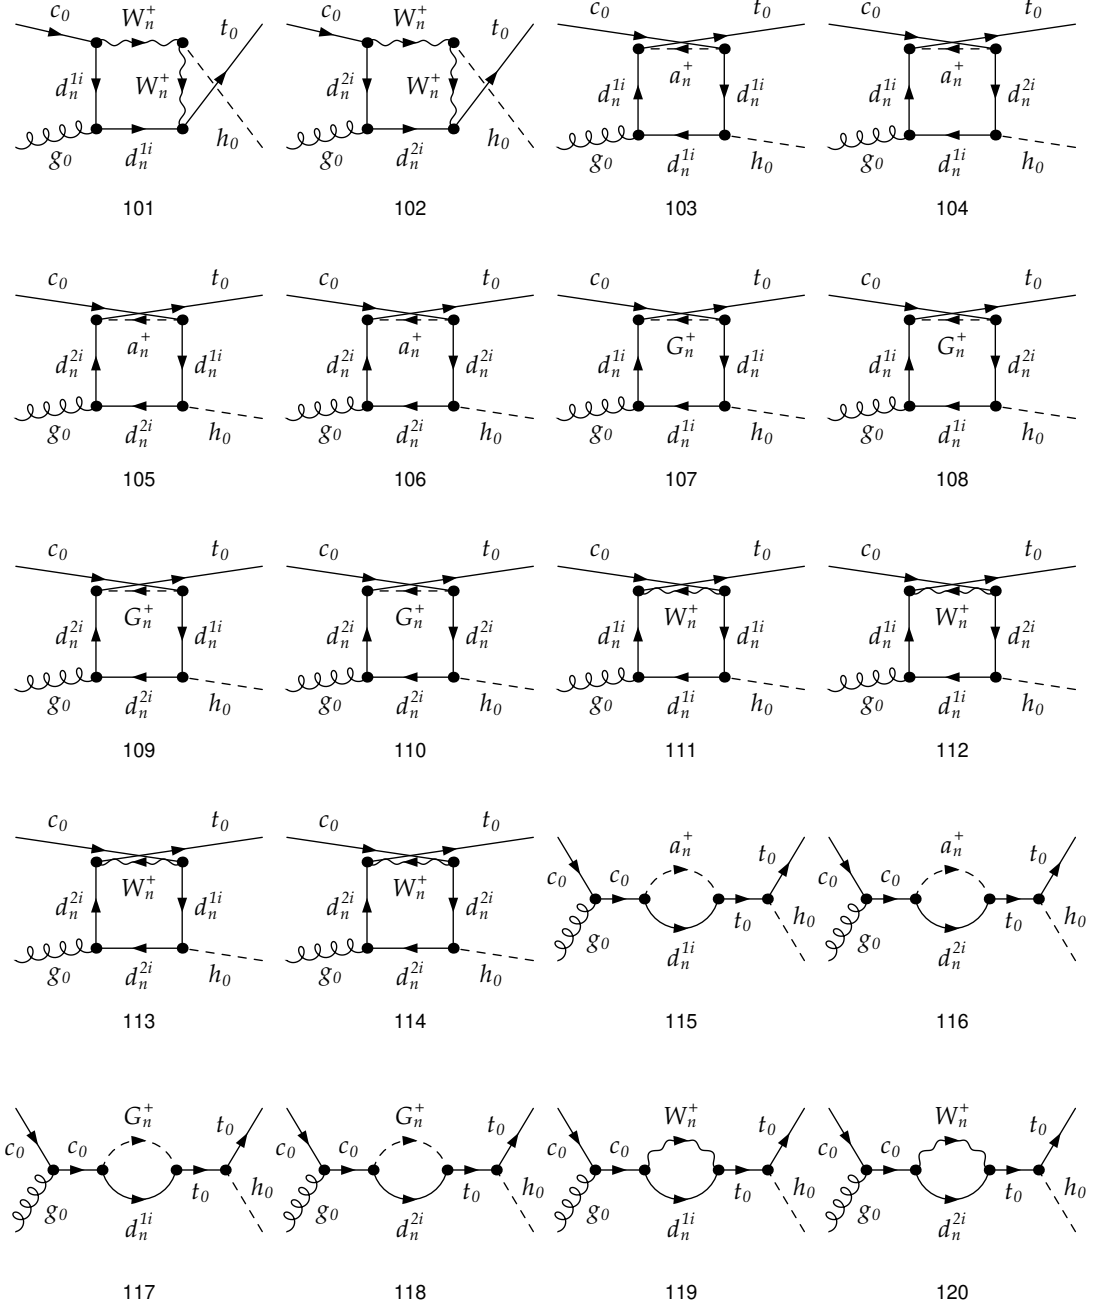 c₀ W⁺ₙ t₀ c₀ W⁺ₙ t₀ c₀ t₀ c₀ t₀
a⁺ₙ a⁺ₙ
d¹ⁱₙ W⁺ₙ d²ⁱₙ W⁺ₙ d¹ⁱₙ d¹ⁱₙ d¹ⁱₙ d²ⁱₙ
g₀ d¹ⁱₙ h₀ g₀ d²ⁱₙ h₀ g₀ d¹ⁱₙ h₀ g₀ d¹ⁱₙ h₀
101 102 103 104
c₀ t₀ c₀ t₀ c₀ t₀ c₀ t₀
a⁺ₙ a⁺ₙ G⁺ₙ G⁺ₙ
d²ⁱₙ d¹ⁱₙ d²ⁱₙ d²ⁱₙ d¹ⁱₙ d¹ⁱₙ d¹ⁱₙ d²ⁱₙ
g₀ d²ⁱₙ h₀ g₀ d²ⁱₙ h₀ g₀ d¹ⁱₙ h₀ g₀ d¹ⁱₙ h₀
105 106 107 108
c₀ t₀ c₀ t₀ c₀ t₀ c₀ t₀
G⁺ₙ G⁺ₙ W⁺ₙ W⁺ₙ
d²ⁱₙ d¹ⁱₙ d²ⁱₙ d²ⁱₙ d¹ⁱₙ d¹ⁱₙ d¹ⁱₙ d²ⁱₙ
g₀ d²ⁱₙ h₀ g₀ d²ⁱₙ h₀ g₀ d¹ⁱₙ h₀ g₀ d¹ⁱₙ h₀
109 110 111 112
c₀ t₀ c₀ t₀ a⁺ₙ t₀ a⁺ₙ t₀
W⁺ₙ W⁺ₙ c₀ c₀ c₀ c₀
d²ⁱₙ d¹ⁱₙ d²ⁱₙ d²ⁱₙ g₀ t₀ h₀ g₀ t₀ h₀
g₀ d²ⁱₙ h₀ g₀ d²ⁱₙ h₀ d¹ⁱₙ d²ⁱₙ
113 114 115 116
G⁺ₙ t₀ G⁺ₙ t₀ W⁺ₙ t₀ W⁺ₙ t₀
c₀ c₀ c₀ c₀ c₀ c₀ c₀ c₀
g₀ t₀ h₀ g₀ t₀ h₀ g₀ t₀ h₀ g₀ t₀ h₀
d¹ⁱₙ d²ⁱₙ d¹ⁱₙ d²ⁱₙ
117 118 119 120